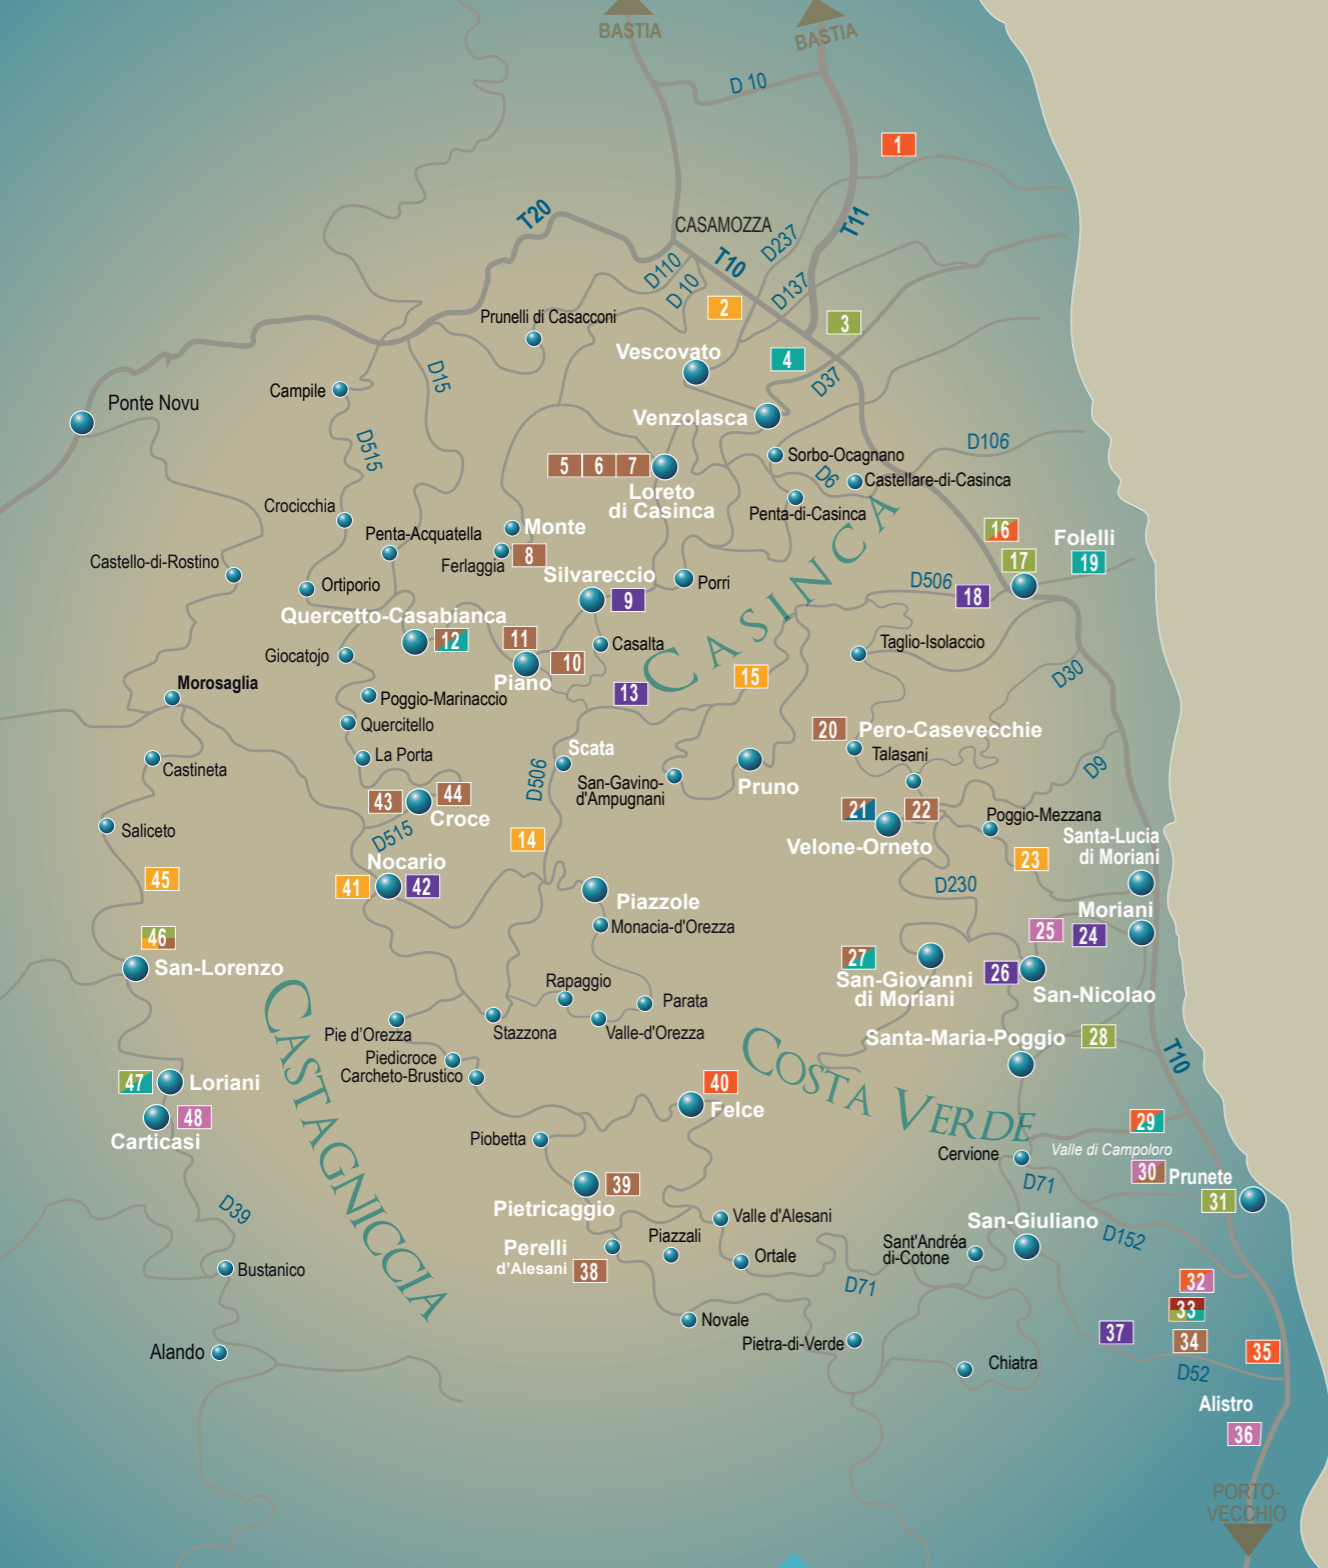 BASTIA
BASTIA
D 10
1
T20
CASAMOZZA
T11
D237
T10
D110
D 10
D137
2
3
Prunelli di Casacconi
Vescovato
4
D15
D37
Campile
Ponte Novu
Venzolasca
D515
D106
Sorbo-Ocagnano
5
6
7
D6
Castellare-di-Casinca
Loreto
di Casinca
Penta-di-Casinca
Crocicchia
Monte
16
Penta-Acquatella
Folelli
Castello-di-Rostino
Ferlaggia
8
17
19
Silvareccio
Porri
D506
Ortiporio
9
18
CASINCA
Quercetto-Casabianca
12
11
Casalta
Taglio-Isolaccio
Giocatojo
10
D30
Morosaglia
Piano
15
Poggio-Marinaccio
13
Quercitello
20
Pero-Casevecchie
La Porta
Scata
Talasani
Castineta
D506
San-Gavino-
d'Ampugnani
Pruno
D9
43
44
Croce
21
22
Poggio-Mezzana
Saliceto
D515
14
Velone-Orneto
Santa-Lucia
di Moriani
Nocario
23
45
41
42
D230
Piazzole
Moriani
Monacia-d'Orezza
25
24
46
San-Lorenzo
27
San-Giovanni
di Moriani
26
San-Nicolao
Rapaggio
Parata
CASTAGNICCIA
Pie d’Orezza
Stazzona
Valle-d'Orezza
Santa-Maria-Poggio
28
Piedicroce
Carcheto-Brustico
COSTA VERDE
T10
47
Loriani
40
Felce
48
Carticasi
29
Piobetta
Cervione
Valle di Campoloro
30
Prunete
39
D71
31
Pietricaggio
D39
Valle d'Alesani
San-Giuliano
Piazzali
D152
Perelli
d’Alesani
Ortale
Sant'Andréa
di-Cotone
38
Bustanico
D71
32
33
Novale
37
34
Alando
Pietra-di-Verde
35
Chiatra
D52
Alistro
36
PORTO-
VECCHIO